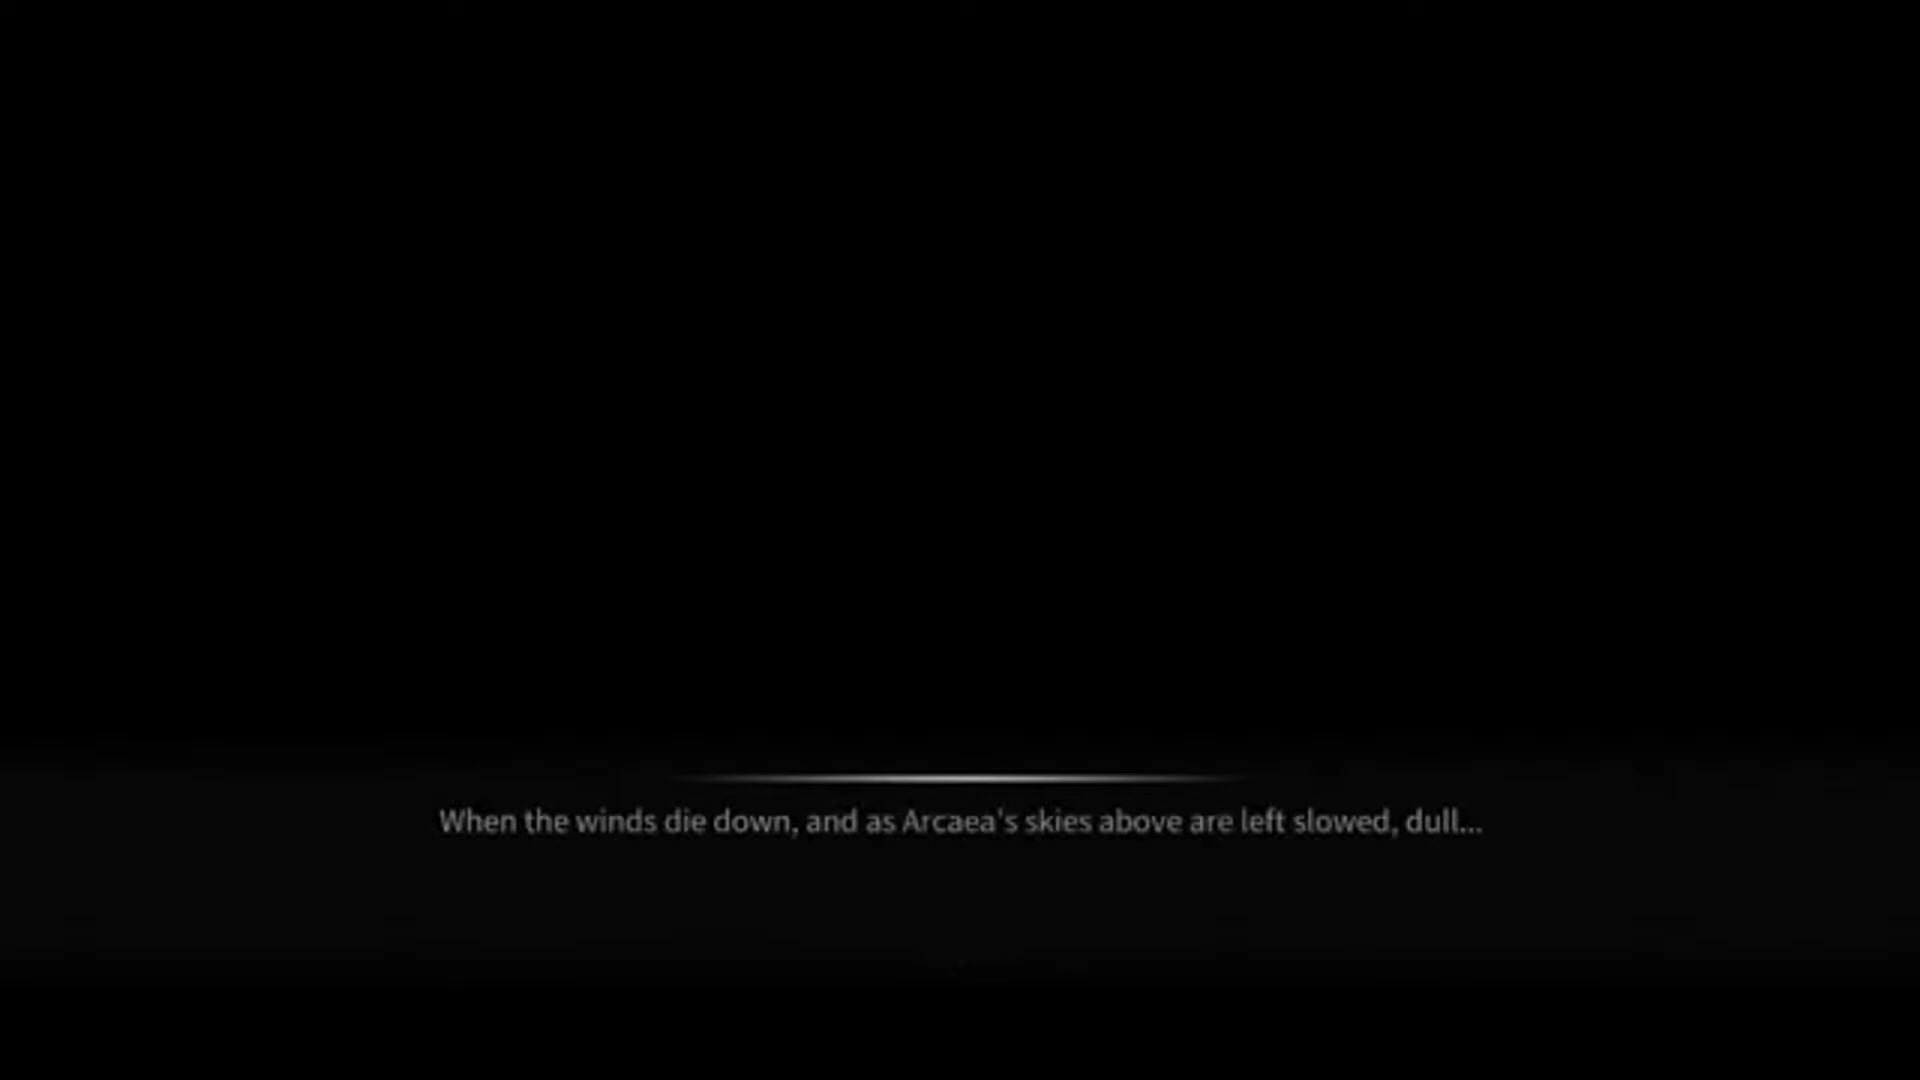 When the winds die down, and as Arcaea's skies above are left slowed, dull...